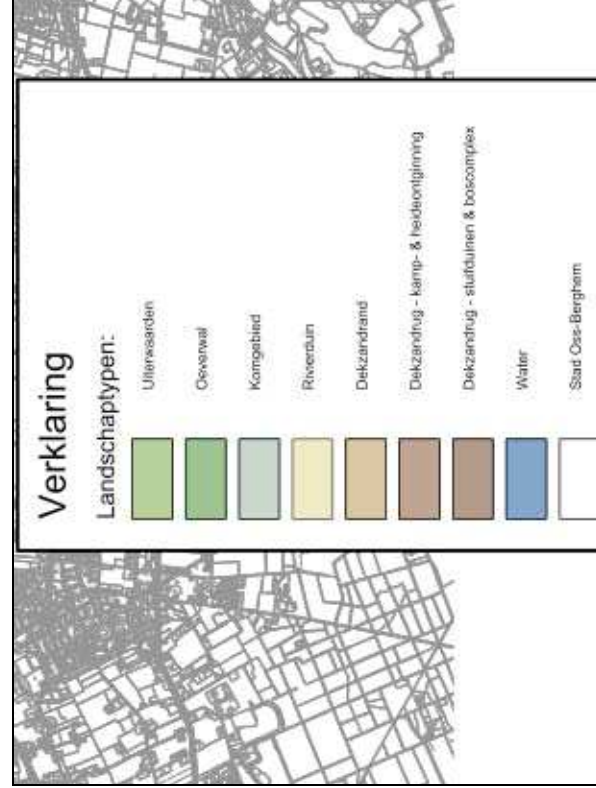 Verklaring
Landschaptypen:
Uiterwaarden
Oeverwal
Komgebied
Rivierduin
Dekzandrand
Dekzandrug - kamp- & heideontginning
Dekzandrug - stuifduinen & boscomplex
Water
Stad Oss-Berghem